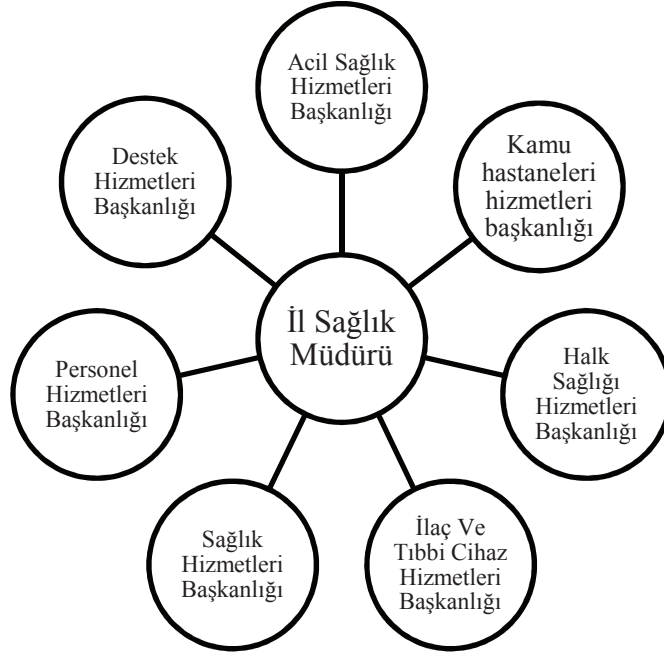 Acil Sağlık
Hizmetleri
Başkanlığı
Kamu
hastaneleri
hizmetleri
başkanlığı
Destek
Hizmetleri
Başkanlığı
İl Sağlık
Müdürü
Personel
Hizmetleri
Başkanlığı
Halk
Sağlığı
Hizmetleri
Başkanlığı
Sağlık
Hizmetleri
Başkanlığı
İlaç Ve
Tıbbi Cihaz
Hizmetleri
Başkanlığı